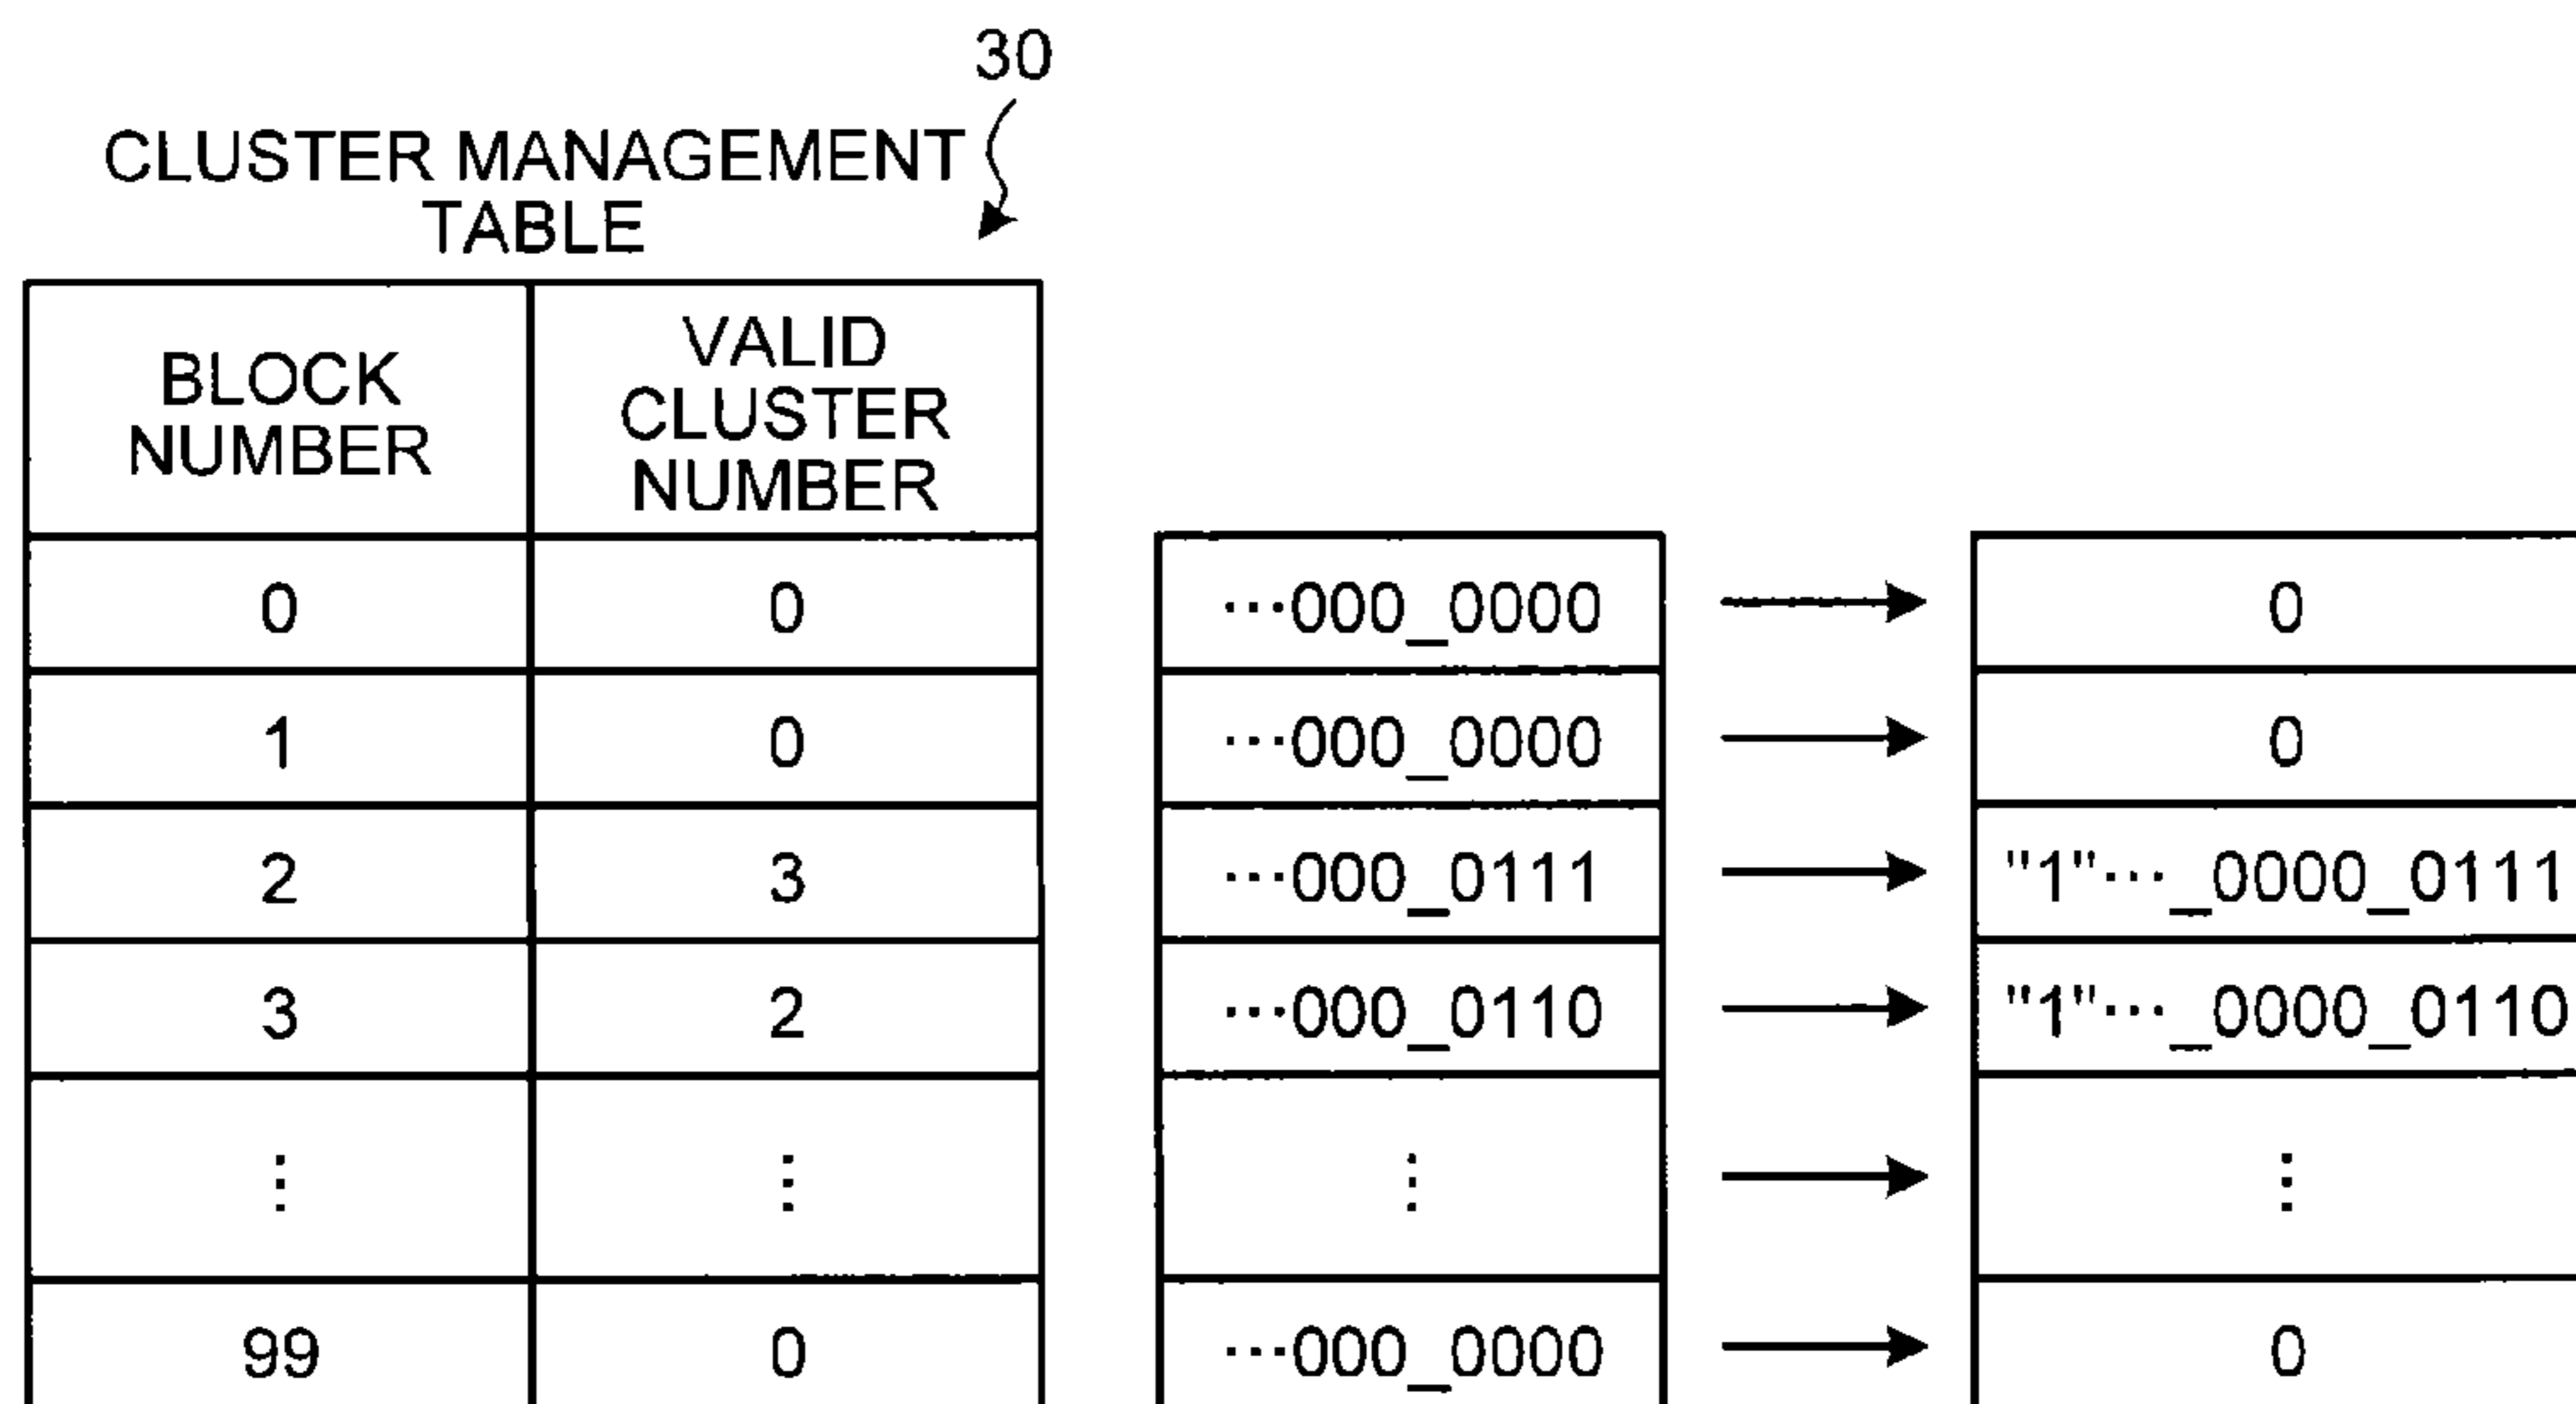 30
CLUSTER MANAGEMENT
TABLE
BLOCK
NUMBER
VALID
CLUSTER
NUMBER
0 0 ···000_0000 0
1 0 ···000_0000 0
2 3 ···000_0111 "1"···_0000_0111
3 2 ···000_0110 "1"···_0000_0110
⋮ ⋮ ⋮ ⋮
99 0 ···000_0000 0